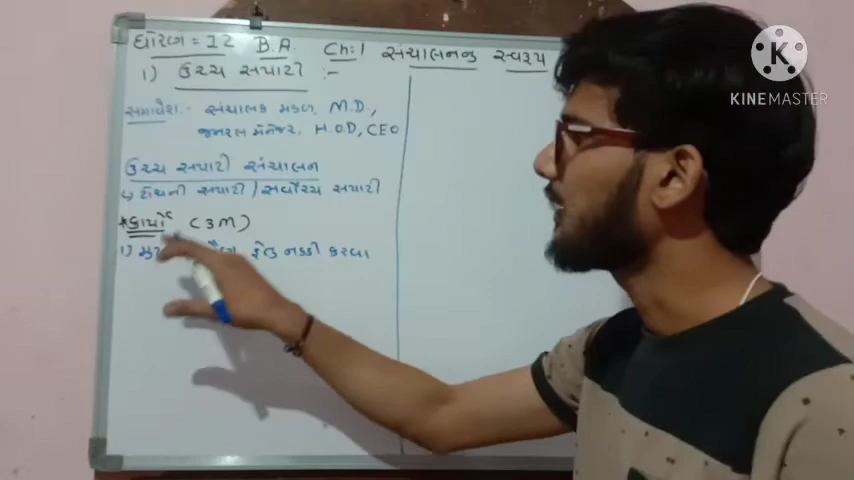 ધોરણ = 12 B.A. Ch:1 સંચાલનનુ સ્વરૂપ
1) ઉચ્ચ સપાટી :-
સમાવેશ:- સંચાલક મંડળ, M.D.,
જનરલ મેનેજર, H.O.D, CEO
ઉચ્ચ સપાટી સંચાલન
↳ ટોચની સપાટી / સર્વોચ્ચ સપાટી
*કાર્યો (3M)
1) નક્કી કરવા
K
KINEMASTER